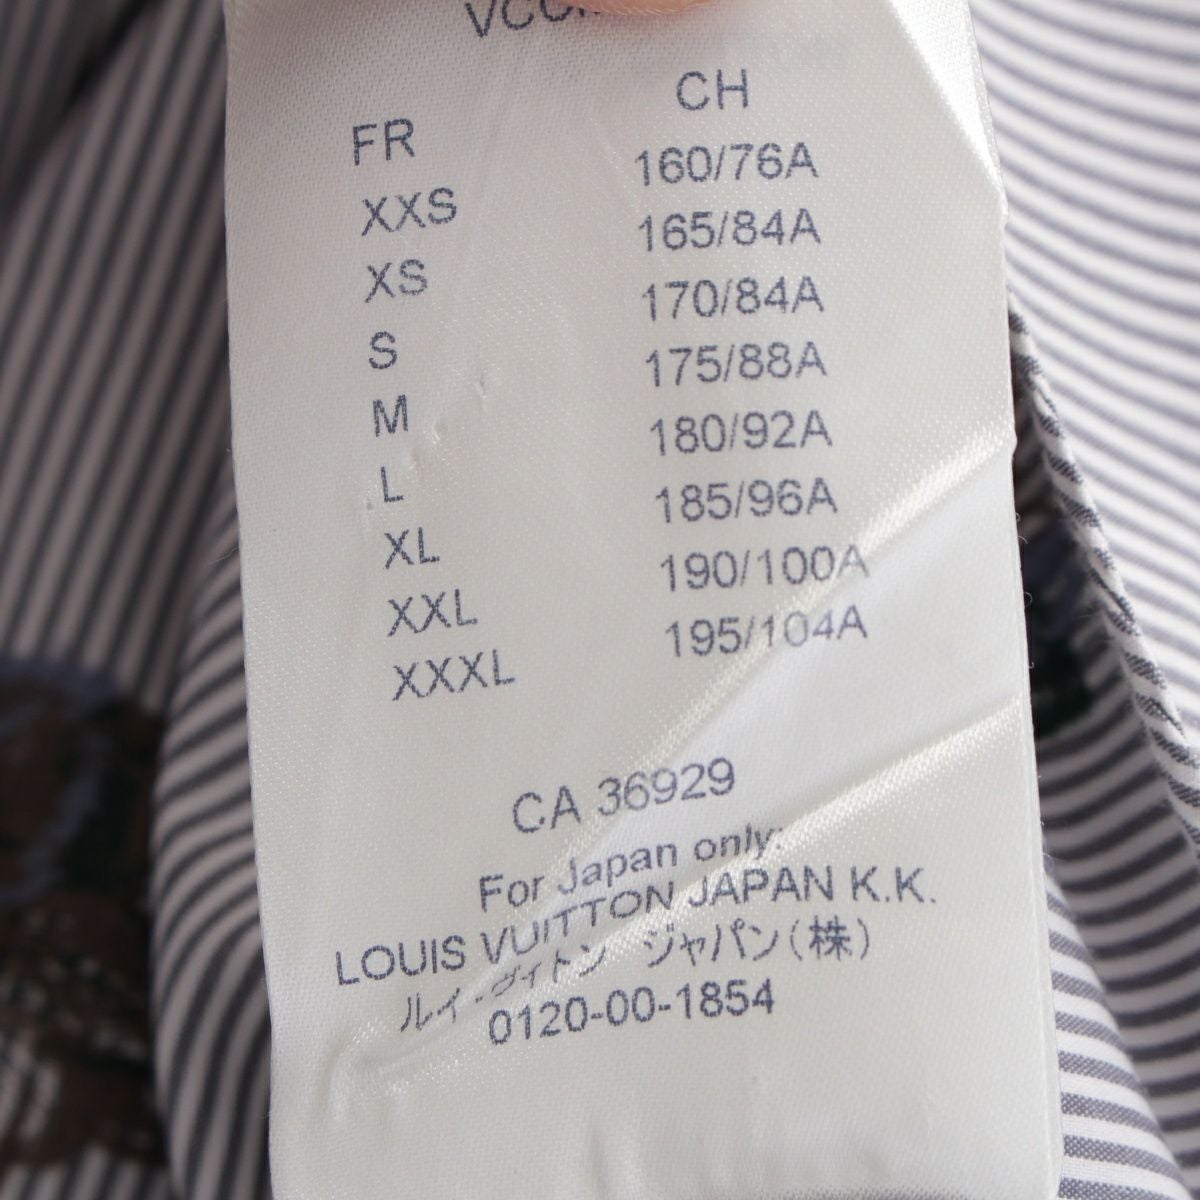 CH
FR
160/76A
XXS
165/84A
XS
170/84A
S
175/88A
M
180/92A
L
185/96A
XL
190/100A
XXL
195/104A
XXXL
CA 36929
For Japan only:
LOUIS VUITTON JAPAN K.K.
ルイ・ヴィトン ジャパン(株)
0120-00-1854